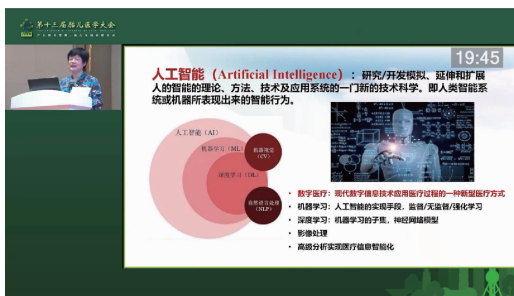 第十三届胎儿医学大会
19:45
人工智能（Artificial Intelligence）：研究/开发模拟、延伸和扩展
人的智能的理论、方法、技术及应用系统的一门新的技术科学。即人类智能系
统或机器所表现出来的智能行为。
人工智能（AI）
机器学习（ML）
机器视觉
（CV）
深度学习（DL）
自然语言处理
（NLP）
• 数字医疗：现代数字信息技术应用医疗过程的一种新型医疗方式
• 机器学习：人工智能的实现手段，监督/无监督/强化学习
• 深度学习：机器学习的子集，神经网络模型
• 影像处理
• 高级分析实现医疗信息智能化